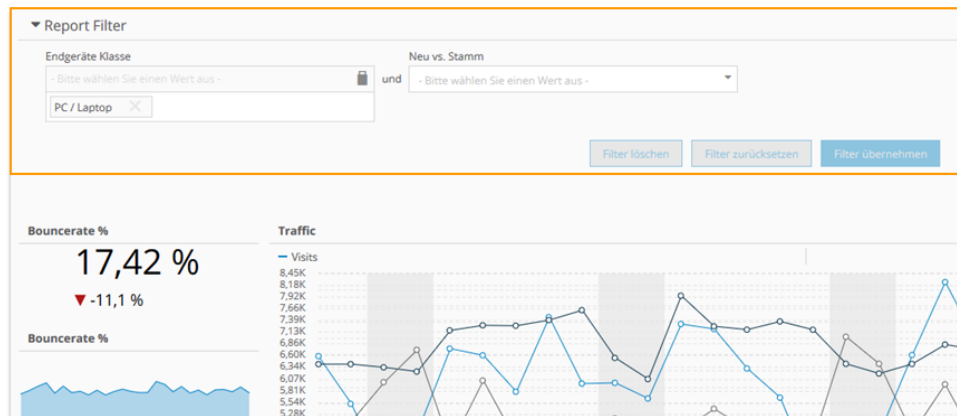 Report Filter
Endgeräte Klasse
Neu vs. Stamm
- Bitte wählen Sie einen Wert aus -
und
- Bitte wählen Sie einen Wert aus -
PC / Laptop
Filter löschen
Filter zurücksetzen
Filter übernehmen
Bouncerate %
17,42 %
-11,1 %
Bouncerate %
Traffic
Visits
8,45K
8,18K
7,92K
7,66K
7,39K
7,13K
6,86K
6,60K
6,34K
6,07K
5,81K
5,54K
5,28K